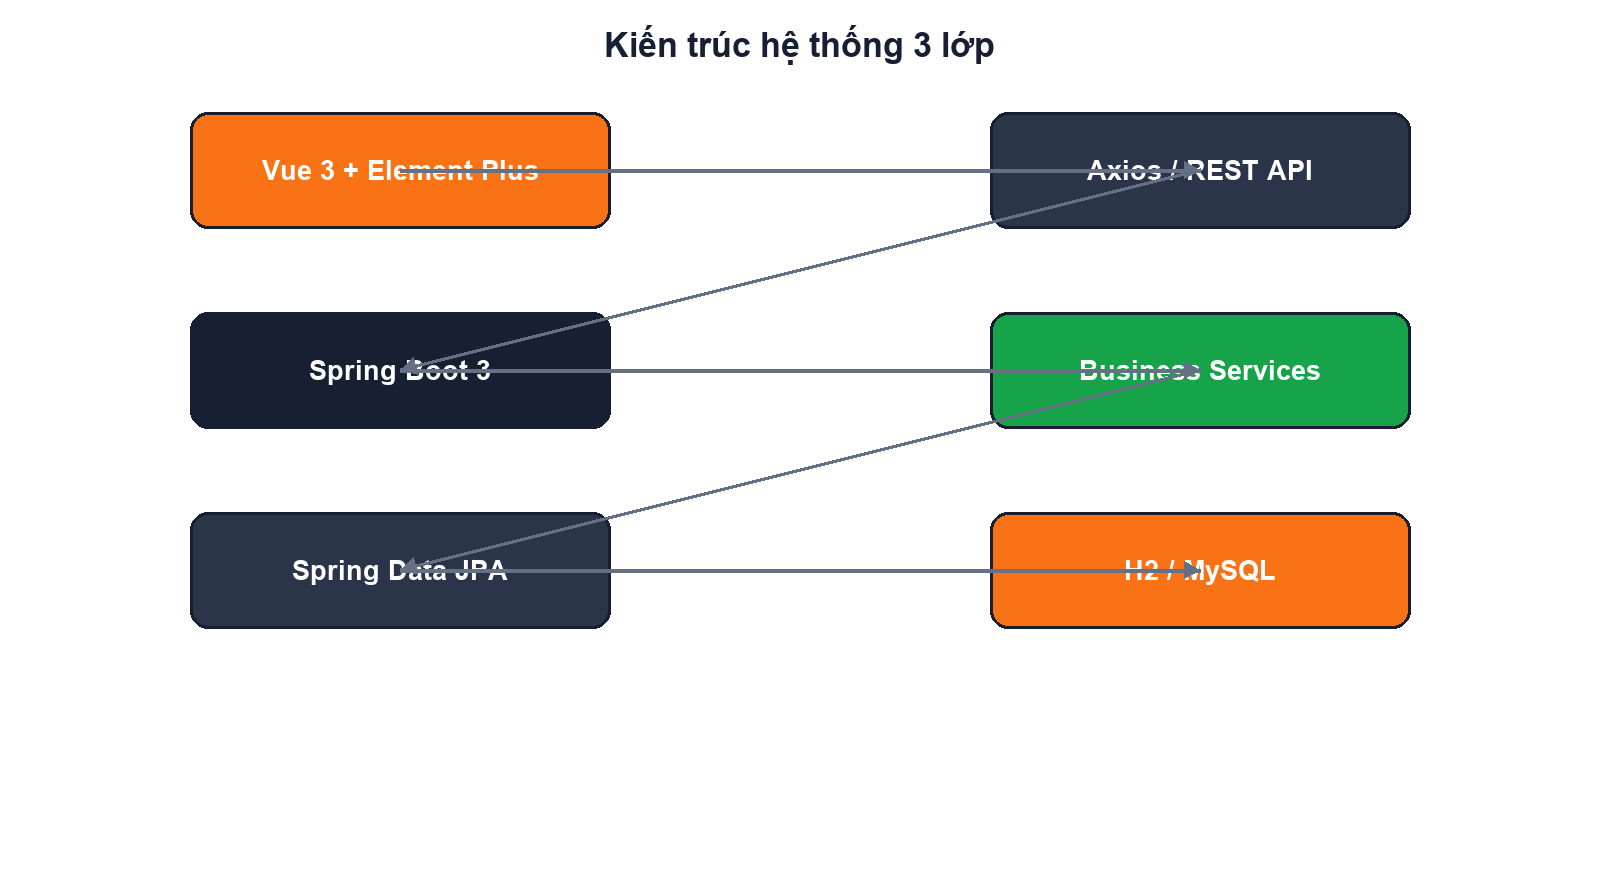 Kiến trúc hệ thống 3 lớp
Vue 3 + Element Plus
Axios / REST API
Spring Boot 3
Business Services
Spring Data JPA
H2 / MySQL